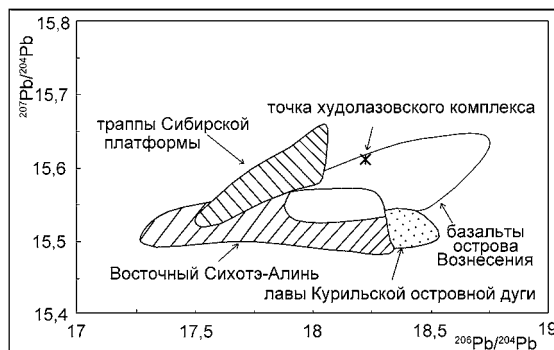 15,8
²⁰⁷Pb/²⁰⁴Pb
15,7
точка худолазовского комплекса
траппы Сибирской
платформы
15,6
базальты
острова
Вознесения
15,5
Восточный Сихотэ-Алинь
лавы Курильской островной дуги
15,4
17
17,5
18
18,5
19
²⁰⁶Pb/²⁰⁴Pb